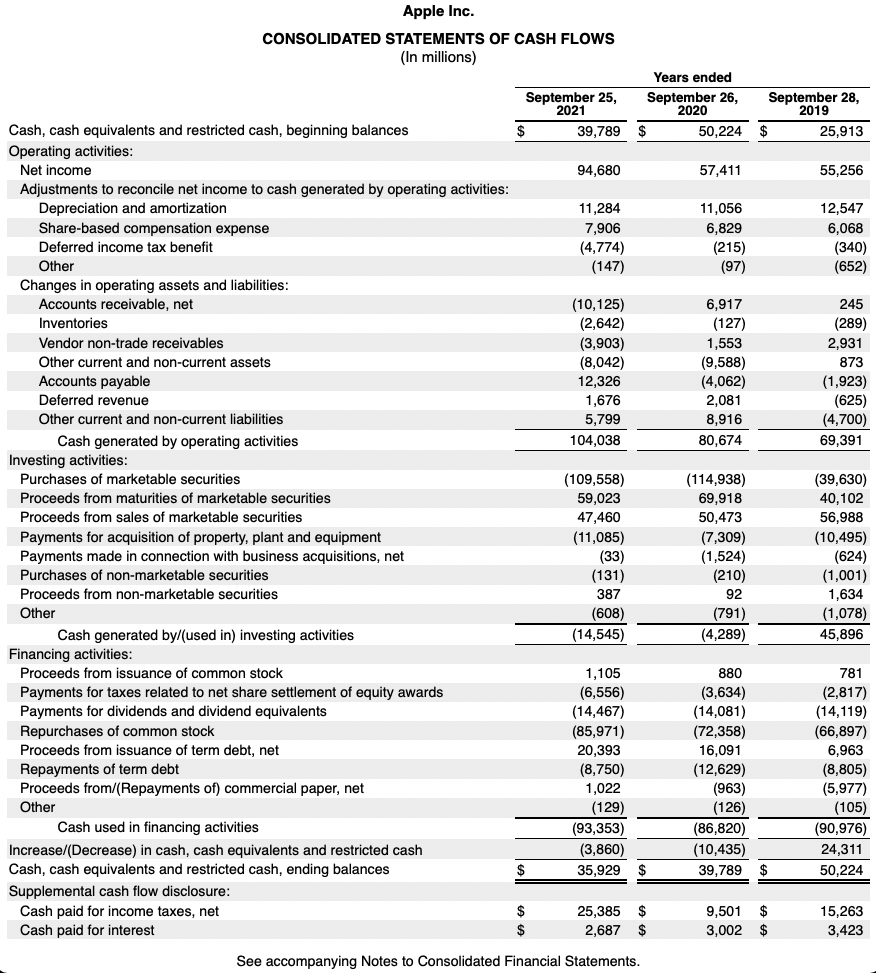 Apple Inc.
CONSOLIDATED STATEMENTS OF CASH FLOWS
(In millions)
Years ended
September 25, 2021 September 26, 2020 September 28, 2019
Cash, cash equivalents and restricted cash, beginning balances $ 39,789 $ 50,224 $ 25,913
Operating activities:
Net income 94,680 57,411 55,256
Adjustments to reconcile net income to cash generated by operating activities:
Depreciation and amortization 11,284 11,056 12,547
Share-based compensation expense 7,906 6,829 6,068
Deferred income tax benefit (4,774) (215) (340)
Other (147) (97) (652)
Changes in operating assets and liabilities:
Accounts receivable, net (10,125) 6,917 245
Inventories (2,642) (127) (289)
Vendor non-trade receivables (3,903) 1,553 2,931
Other current and non-current assets (8,042) (9,588) 873
Accounts payable 12,326 (4,062) (1,923)
Deferred revenue 1,676 2,081 (625)
Other current and non-current liabilities 5,799 8,916 (4,700)
Cash generated by operating activities 104,038 80,674 69,391
Investing activities:
Purchases of marketable securities (109,558) (114,938) (39,630)
Proceeds from maturities of marketable securities 59,023 69,918 40,102
Proceeds from sales of marketable securities 47,460 50,473 56,988
Payments for acquisition of property, plant and equipment (11,085) (7,309) (10,495)
Payments made in connection with business acquisitions, net (33) (1,524) (624)
Purchases of non-marketable securities (131) (210) (1,001)
Proceeds from non-marketable securities 387 92 1,634
Other (608) (791) (1,078)
Cash generated by/(used in) investing activities (14,545) (4,289) 45,896
Financing activities:
Proceeds from issuance of common stock 1,105 880 781
Payments for taxes related to net share settlement of equity awards (6,556) (3,634) (2,817)
Payments for dividends and dividend equivalents (14,467) (14,081) (14,119)
Repurchases of common stock (85,971) (72,358) (66,897)
Proceeds from issuance of term debt, net 20,393 16,091 6,963
Repayments of term debt (8,750) (12,629) (8,805)
Proceeds from/(Repayments of) commercial paper, net 1,022 (963) (5,977)
Other (129) (126) (105)
Cash used in financing activities (93,353) (86,820) (90,976)
Increase/(Decrease) in cash, cash equivalents and restricted cash (3,860) (10,435) 24,311
Cash, cash equivalents and restricted cash, ending balances $ 35,929 $ 39,789 $ 50,224
Supplemental cash flow disclosure:
Cash paid for income taxes, net $ 25,385 $ 9,501 $ 15,263
Cash paid for interest $ 2,687 $ 3,002 $ 3,423
See accompanying Notes to Consolidated Financial Statements.